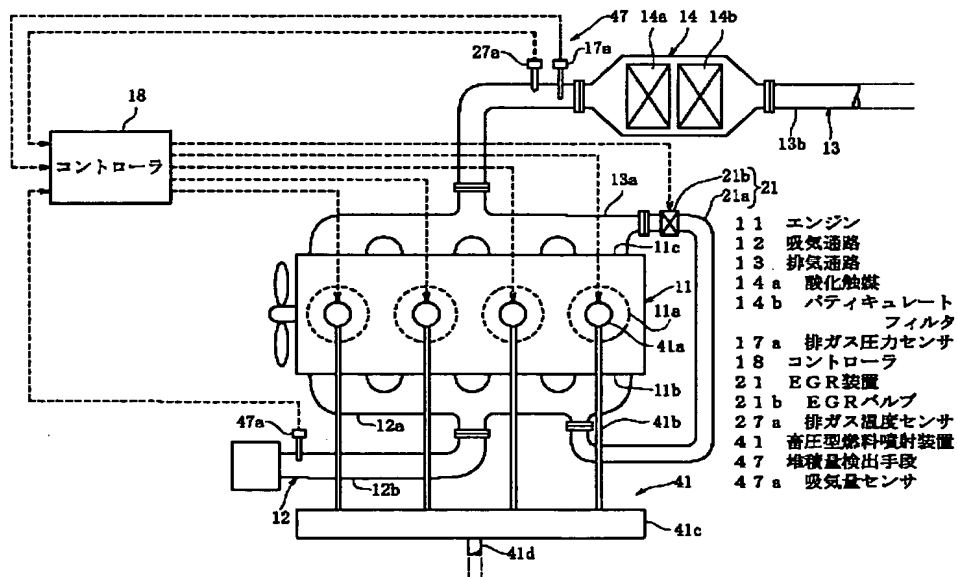 14a
14
14b
47
27a
17a
18
コントローラ
13b
13
13a
21b
21a
21
11c
11
11a
41a
11b
12a
41b
47a
12
12b
41
41c
41d
11 エンジン
12 吸気通路
13 排気通路
14a 酸化触媒
14b パティキュレート
フィルタ
17a 排ガス圧力センサ
18 コントローラ
21 EGR装置
21b EGRバルブ
27a 排ガス温度センサ
41 蓄圧型燃料噴射装置
47 堆積量検出手段
47a 吸気量センサ